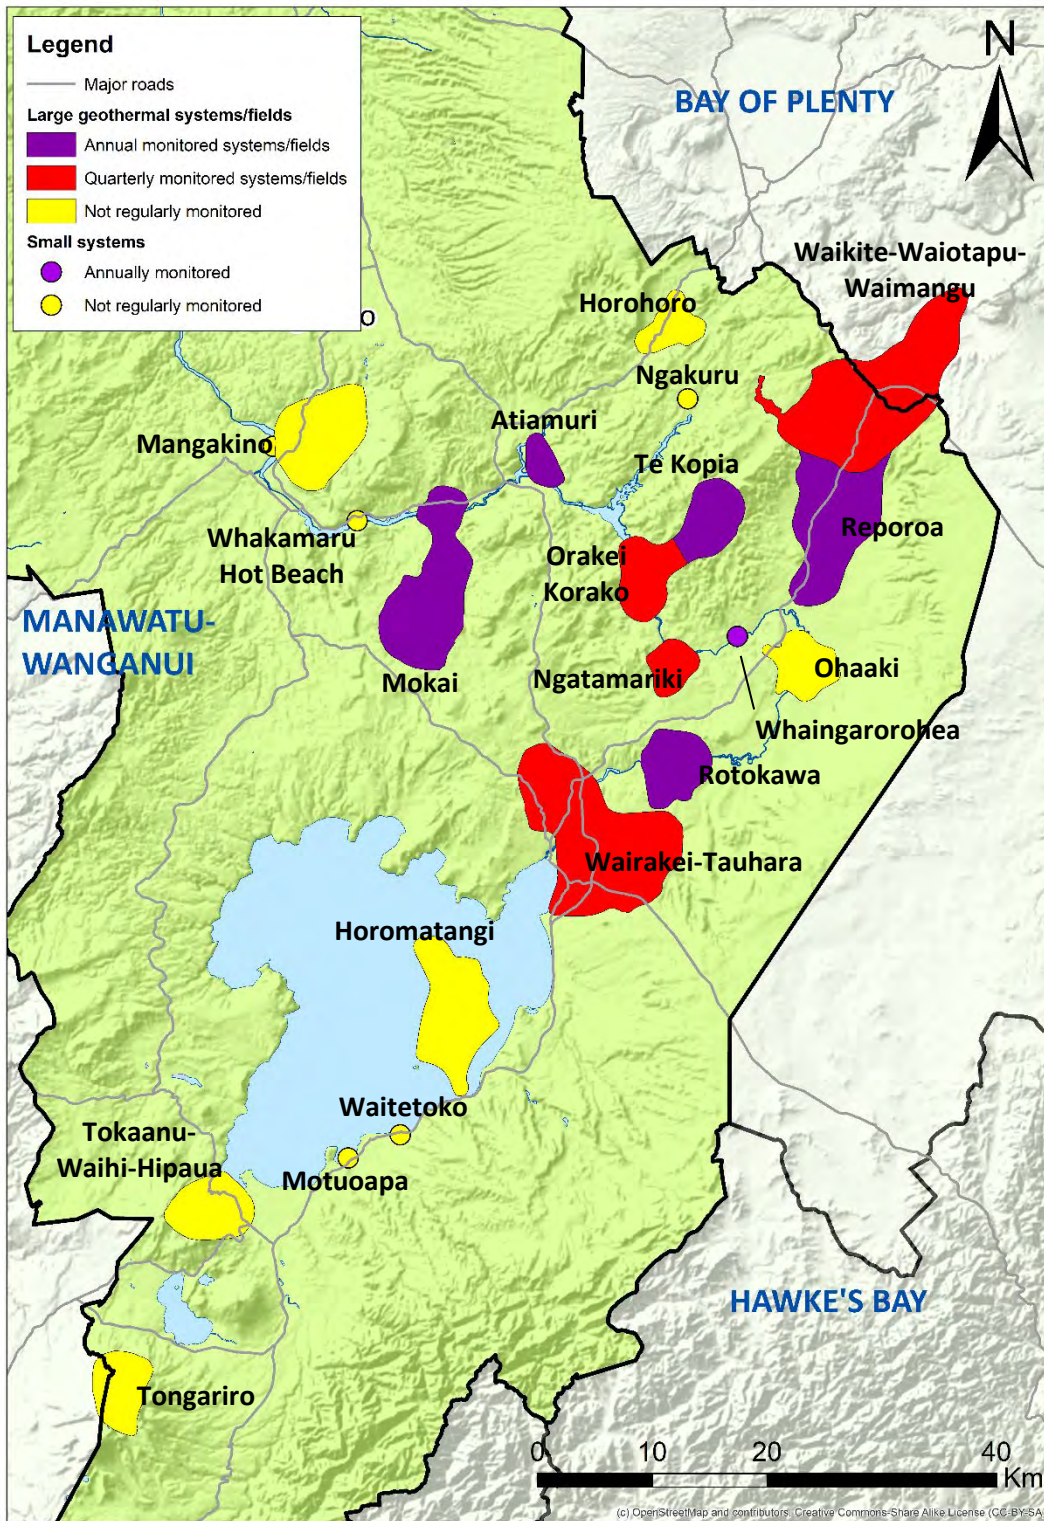 Legend
Major roads
Large geothermal systems/fields
Annual monitored systems/fields
Quarterly monitored systems/fields
Not regularly monitored
Small systems
Annually monitored
Not regularly monitored
o
N
BAY OF PLENTY
Waikite-Waiotapu-
Waimangu
Horohoro
Ngakuru
Atiamuri
Mangakino
Te Kopia
Whakamaru
Hot Beach
Orakei
Korako
Reporoa
MANAWATU-
WANGANUI
Mokai
Ngatamariki
Ohaaki
Whaingarorohea
Rotokawa
Wairakei-Tauhara
Horomatangi
Waitetoko
Tokaanu-
Waihi-Hipaua
Motuoapa
HAWKE'S BAY
Tongariro
0 10 20 40
Km
(c) OpenStreetMap and contributors, Creative Commons-Share Alike License (CC-BY-SA